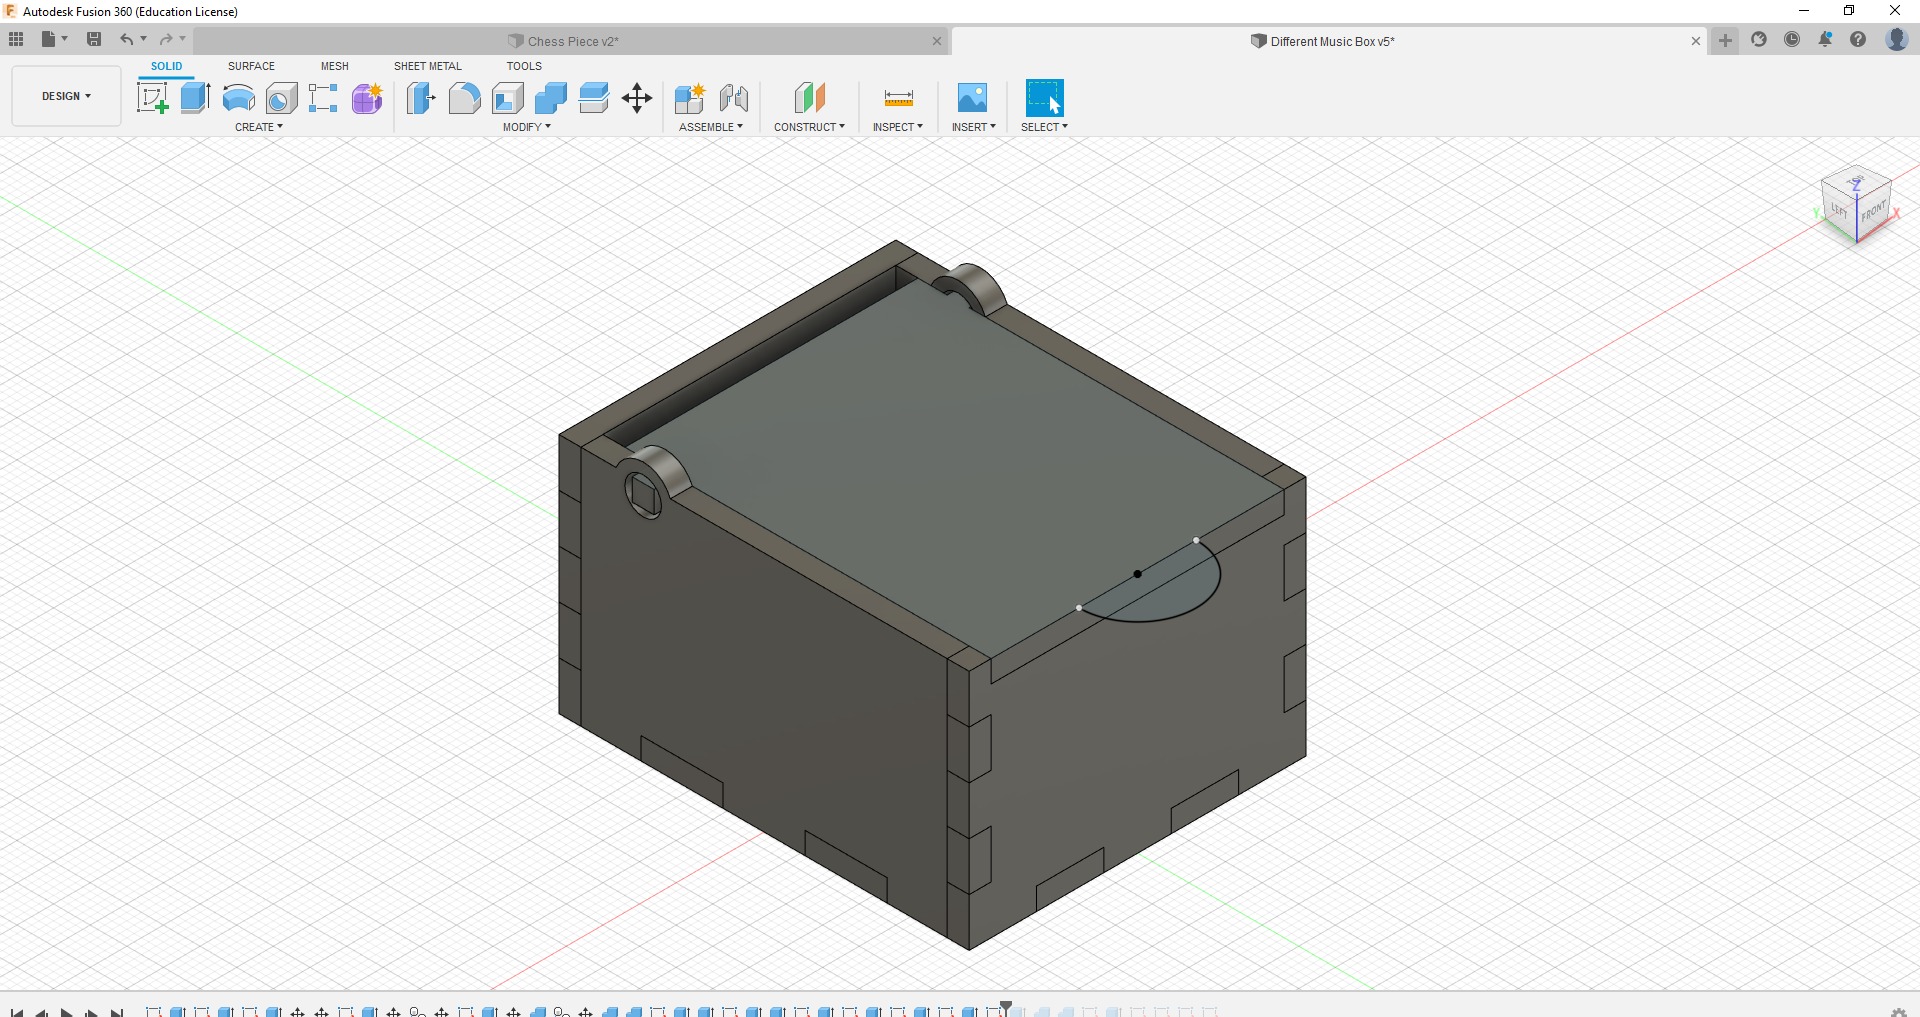 Autodesk Fusion 360 (Education License)
Chess Piece v2*
Different Music Box v5*
SOLID SURFACE MESH SHEET METAL TOOLS
DESIGN
CREATE MODIFY ASSEMBLE CONSTRUCT INSPECT INSERT SELECT
TOP
Z
LEFT FRONT
Y X